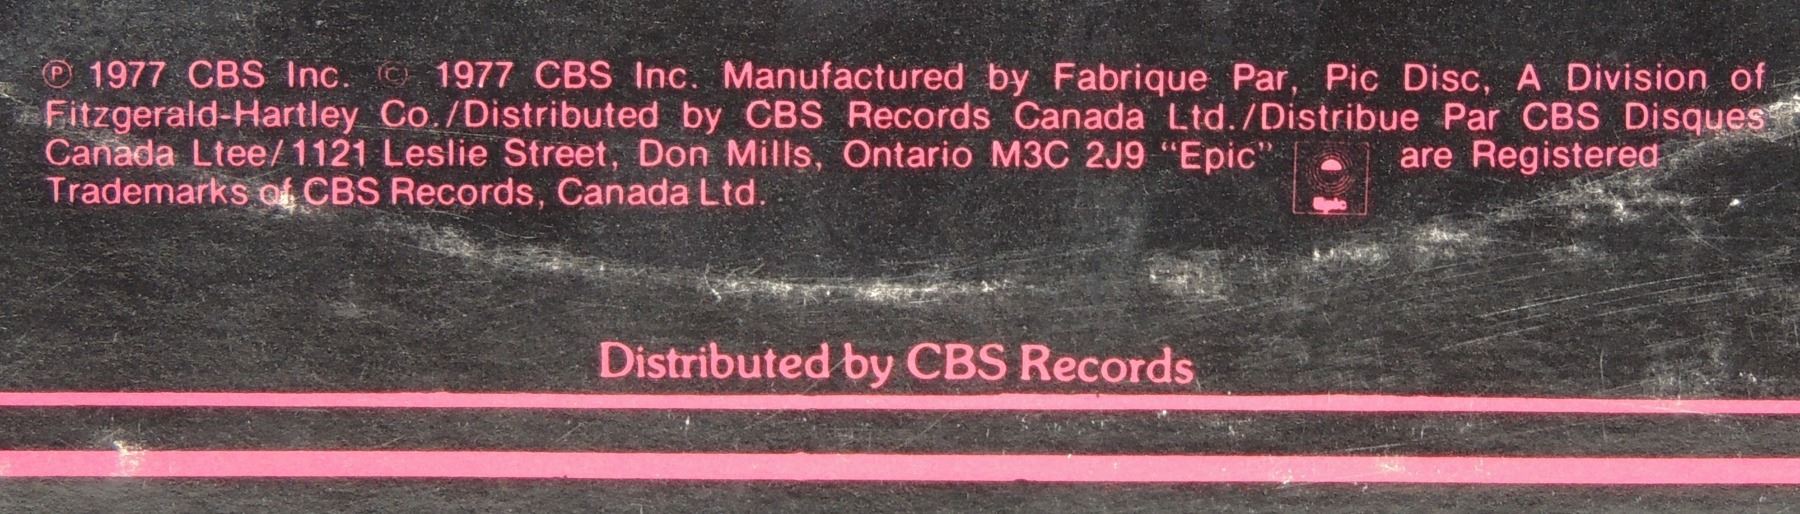 ℗ 1977 CBS Inc. © 1977 CBS Inc. Manufactured by Fabrique Par, Pic Disc, A Division of
Fitzgerald-Hartley Co./Distributed by CBS Records Canada Ltd./Distribue Par CBS Disques
Canada Ltee/1121 Leslie Street, Don Mills, Ontario M3C 2J9 "Epic" Epic are Registered
Trademarks of CBS Records, Canada Ltd.
Distributed by CBS Records